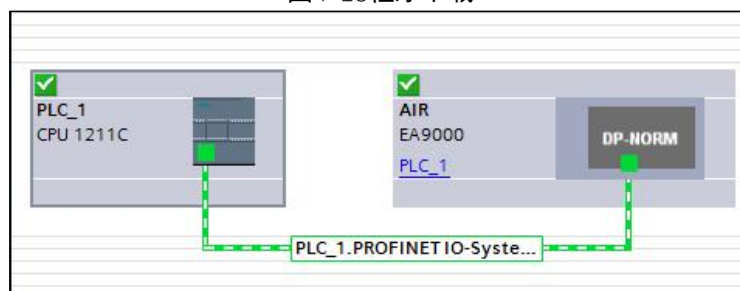 PLC_1
CPU 1211C
AIR
EA9000
PLC_1
DP-NORM
PLC_1.PROFINET IO-Syste...